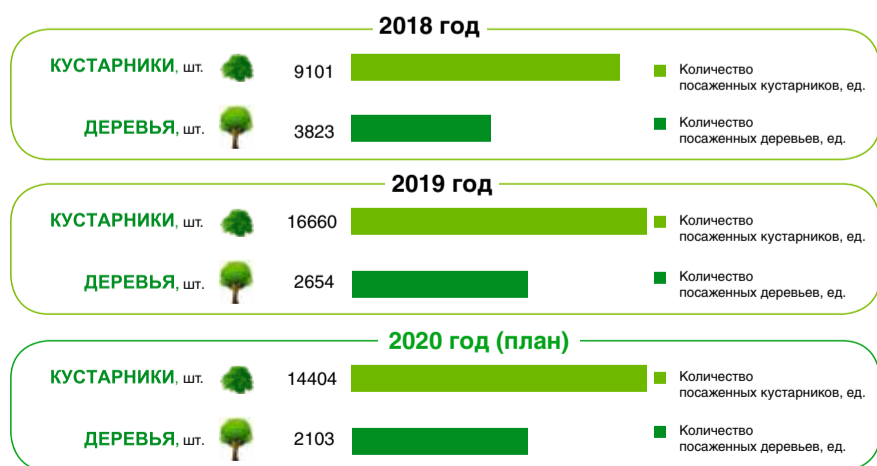 2018 год
КУСТАРНИКИ, шт. 9101 Количество
посаженных кустарников, ед.
ДЕРЕВЬЯ, шт. 3823 Количество
посаженных деревьев, ед.
2019 год
КУСТАРНИКИ, шт. 16660 Количество
посаженных кустарников, ед.
ДЕРЕВЬЯ, шт. 2654 Количество
посаженных деревьев, ед.
2020 год (план)
КУСТАРНИКИ, шт. 14404 Количество
посаженных кустарников, ед.
ДЕРЕВЬЯ, шт. 2103 Количество
посаженных деревьев, ед.